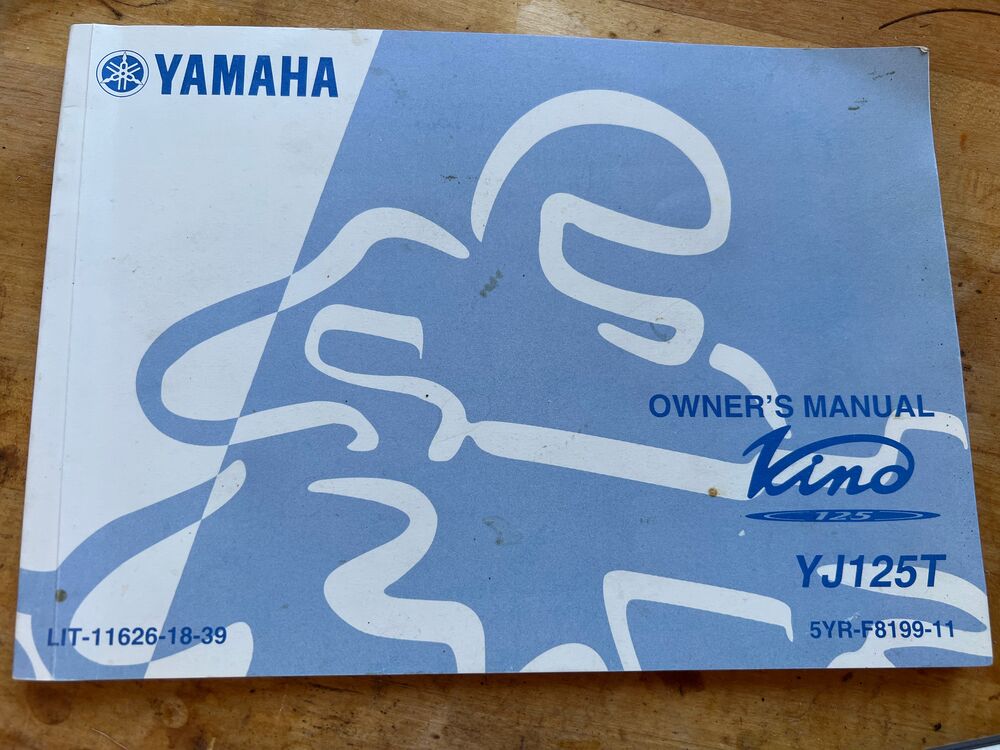 YAMAHA
OWNER'S MANUAL
Vino
125
YJ125T
LIT-11626-18-39
5YR-F8199-11